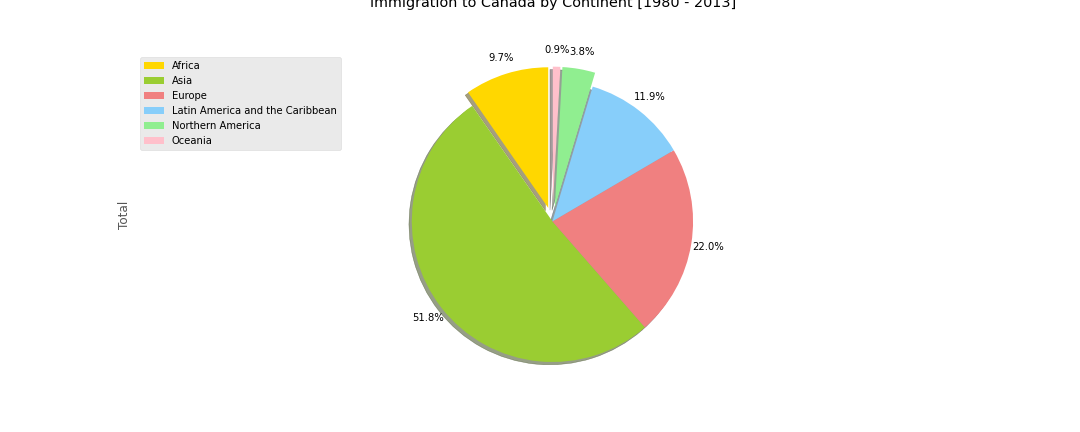 Immigration to Canada by Continent [1980 - 2013]
0.9%
3.8%
9.7%
Africa
Asia
Europe
Latin America and the Caribbean
Northern America
Oceania
11.9%
Total
22.0%
51.8%